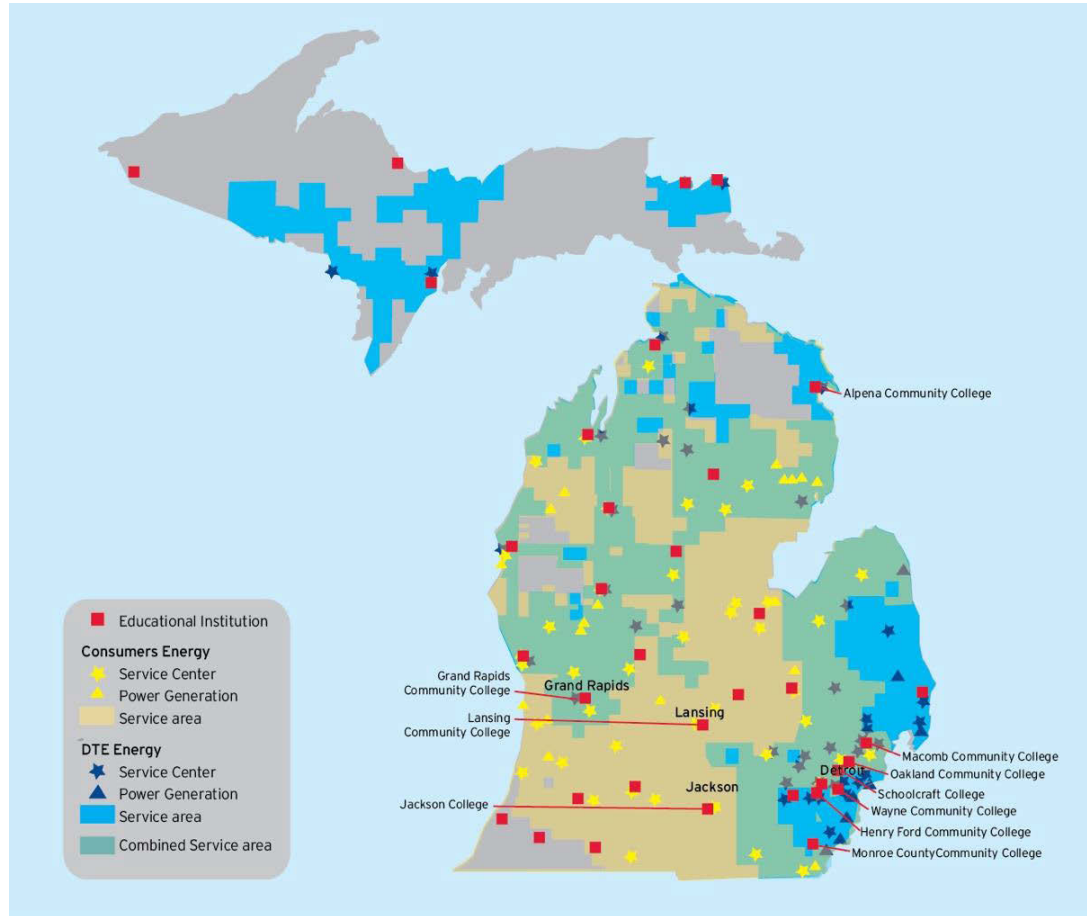 Alpena Community College
Educational Institution
Consumers Energy
Service Center
Power Generation
Service area
DTE Energy
Service Center
Power Generation
Service area
Combined Service area
Grand Rapids
Community College
Grand Rapids
Lansing
Community College
Lansing
Jackson College
Jackson
Detroit
Macomb Community College
Oakland Community College
Schoolcraft College
Wayne Community College
Henry Ford Community College
Monroe CountyCommunity College